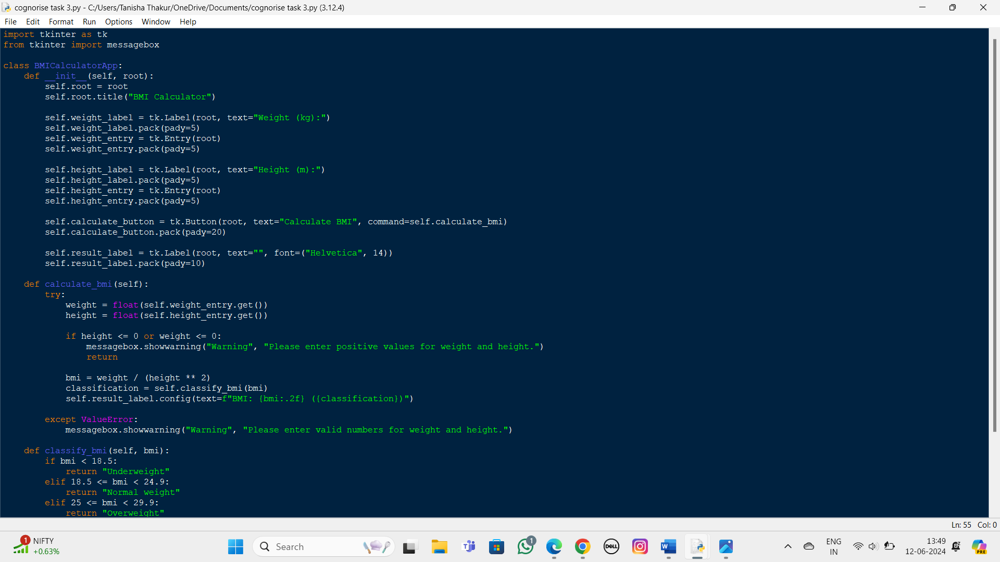 cognorise task 3.py - C:/Users/Tanisha Thakur/OneDrive/Documents/cognorise task 3.py (3.12.4)
File Edit Format Run Options Window Help
import tkinter as tk
from tkinter import messagebox

class BMICalculatorApp:
    def __init__(self, root):
        self.root = root
        self.root.title("BMI Calculator")

        self.weight_label = tk.Label(root, text="Weight (kg):")
        self.weight_label.pack(pady=5)
        self.weight_entry = tk.Entry(root)
        self.weight_entry.pack(pady=5)

        self.height_label = tk.Label(root, text="Height (m):")
        self.height_label.pack(pady=5)
        self.height_entry = tk.Entry(root)
        self.height_entry.pack(pady=5)

        self.calculate_button = tk.Button(root, text="Calculate BMI", command=self.calculate_bmi)
        self.calculate_button.pack(pady=20)

        self.result_label = tk.Label(root, text="", font=("Helvetica", 14))
        self.result_label.pack(pady=10)

    def calculate_bmi(self):
        try:
            weight = float(self.weight_entry.get())
            height = float(self.height_entry.get())

            if height <= 0 or weight <= 0:
                messagebox.showwarning("Warning", "Please enter positive values for weight and height.")
                return

            bmi = weight / (height ** 2)
            classification = self.classify_bmi(bmi)
            self.result_label.config(text=f"BMI: {bmi:.2f} ({classification})")

        except ValueError:
            messagebox.showwarning("Warning", "Please enter valid numbers for weight and height.")

    def classify_bmi(self, bmi):
        if bmi < 18.5:
            return "Underweight"
        elif 18.5 <= bmi < 24.9:
            return "Normal weight"
        elif 25 <= bmi < 29.9:
            return "Overweight"
Ln: 55 Col: 0
1
NIFTY
+0.63%
Search
1
DELL
ENG
IN
13:49
12-06-2024
PRE